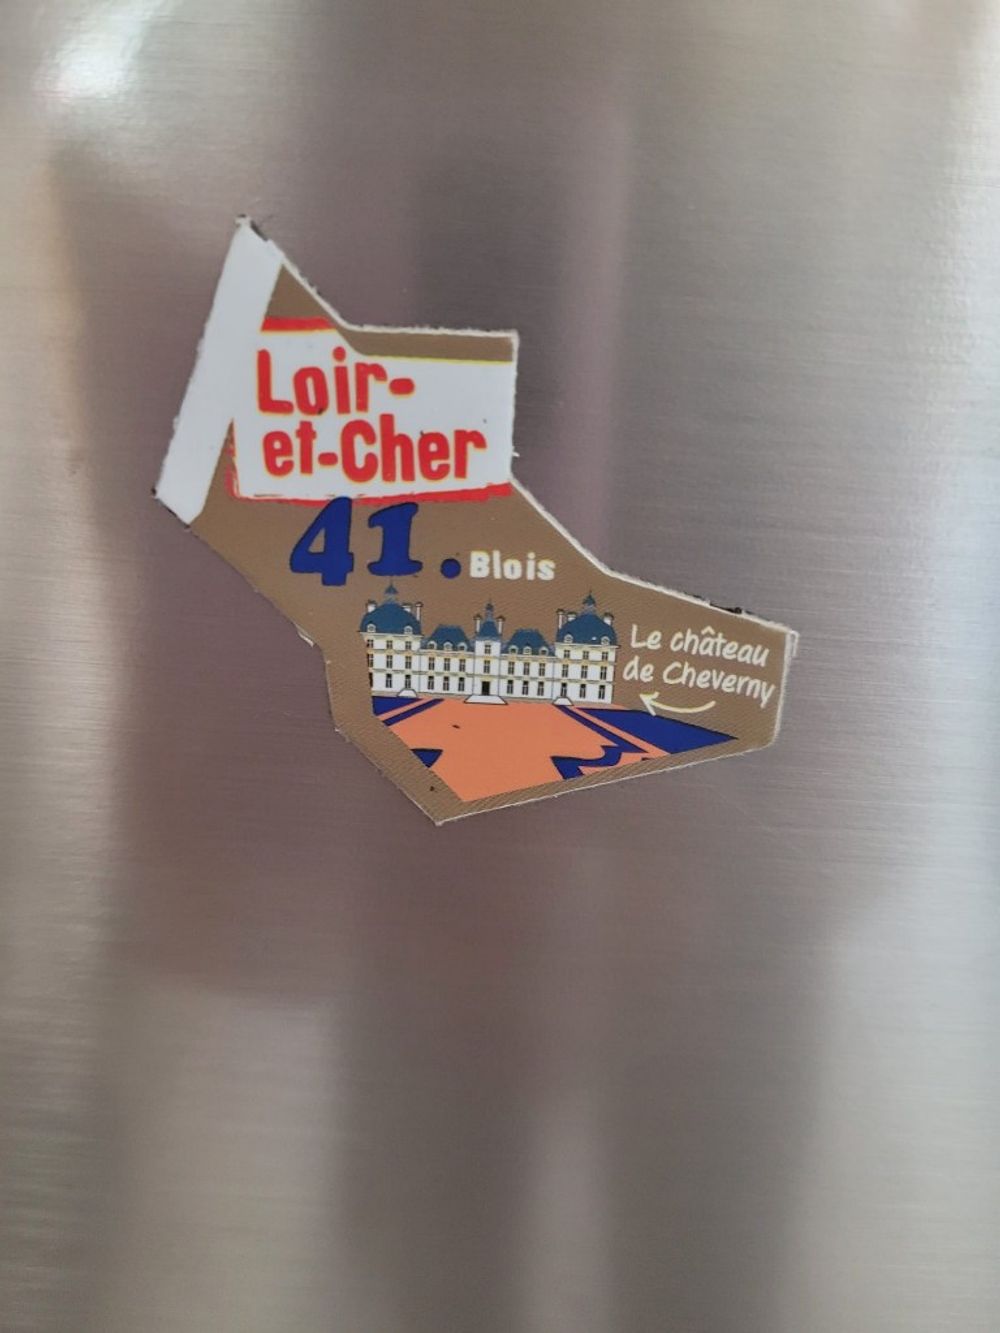 Loir-
et-Cher
41. Blois
Le château
de Cheverny